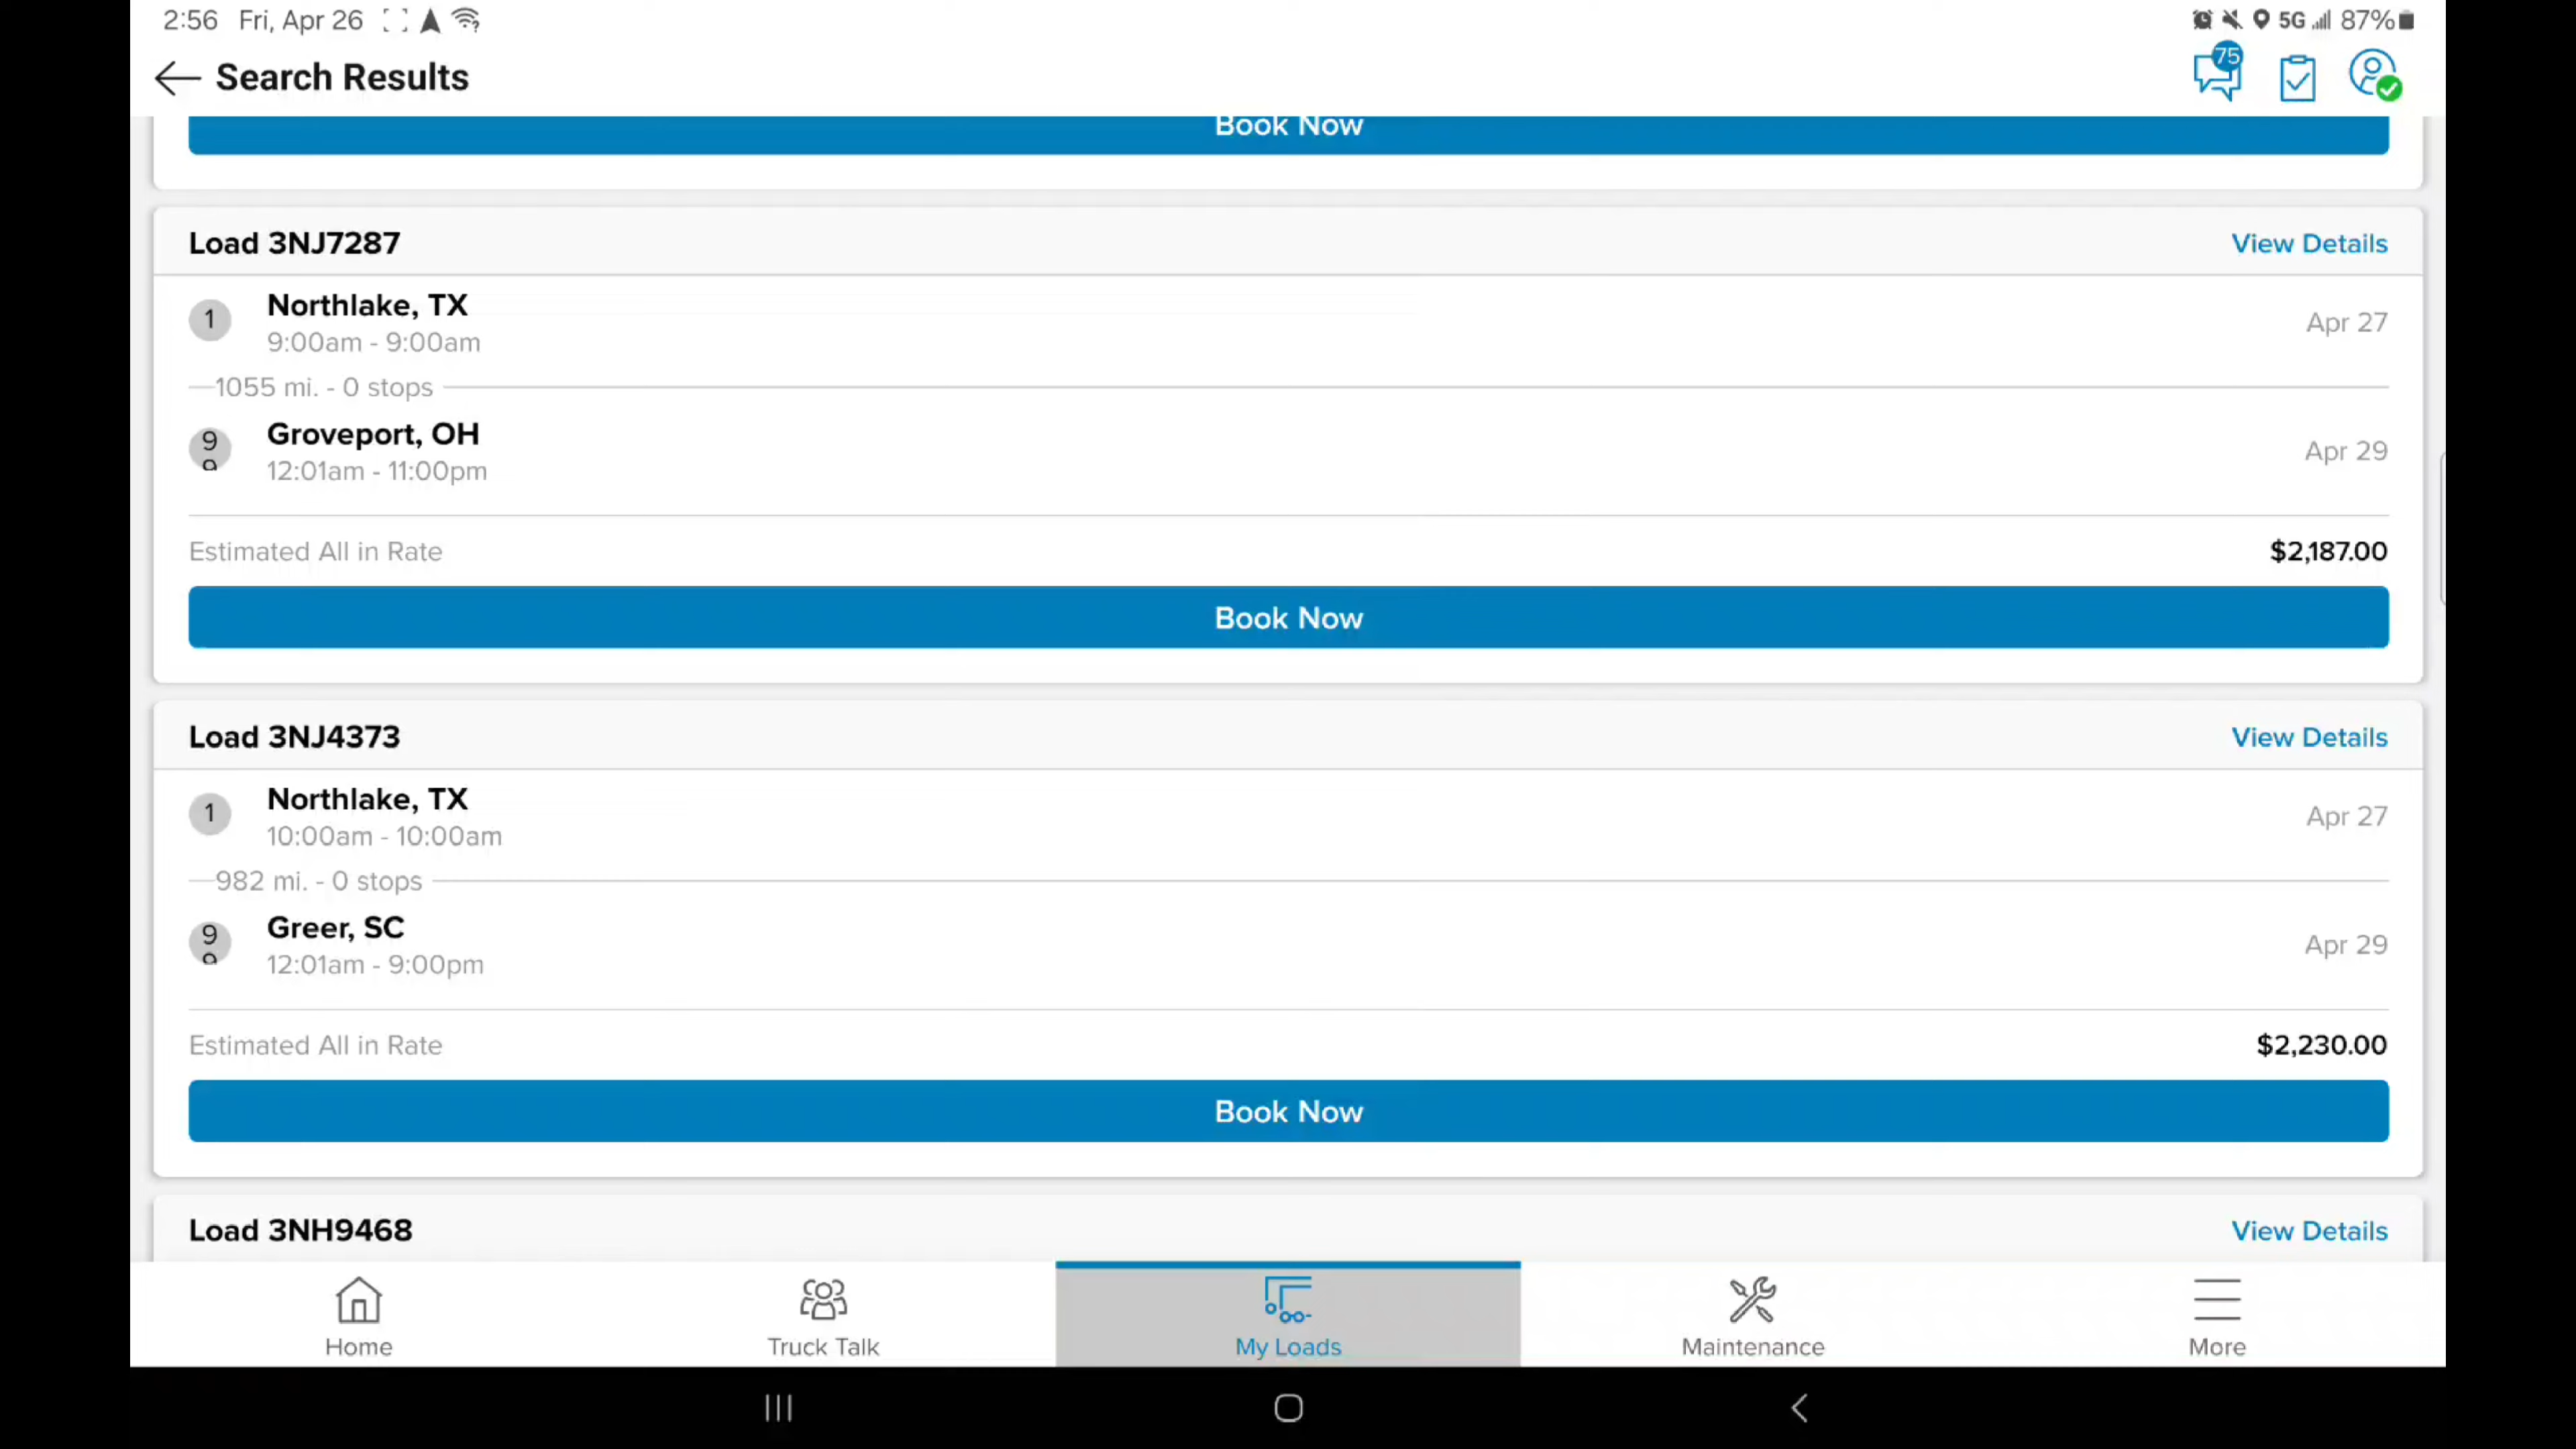 2:56 Fri, Apr 26
5G 87%
Search Results
75
Book Now
Load 3NJ7287
View Details
1
Northlake, TX
9:00am - 9:00am
Apr 27
1055 mi. - 0 stops
9
9
Groveport, OH
12:01am - 11:00pm
Apr 29
Estimated All in Rate
$2,187.00
Book Now
Load 3NJ4373
View Details
1
Northlake, TX
10:00am - 10:00am
Apr 27
982 mi. - 0 stops
9
9
Greer, SC
12:01am - 9:00pm
Apr 29
Estimated All in Rate
$2,230.00
Book Now
Load 3NH9468
View Details
Home
Truck Talk
My Loads
Maintenance
More